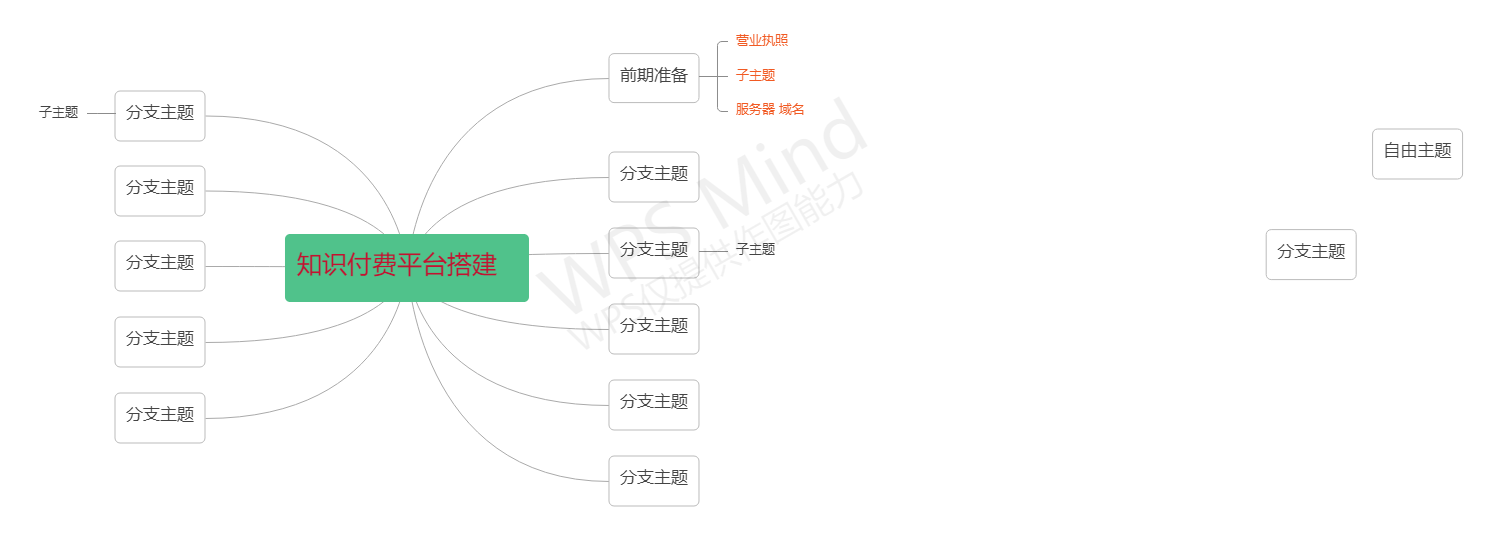 知识付费平台搭建
前期准备
营业执照
子主题
服务器 域名
分支主题
分支主题
子主题
分支主题
分支主题
分支主题
分支主题
子主题
分支主题
分支主题
分支主题
分支主题
自由主题
分支主题
WPS Mind
WPS仅提供作图能力